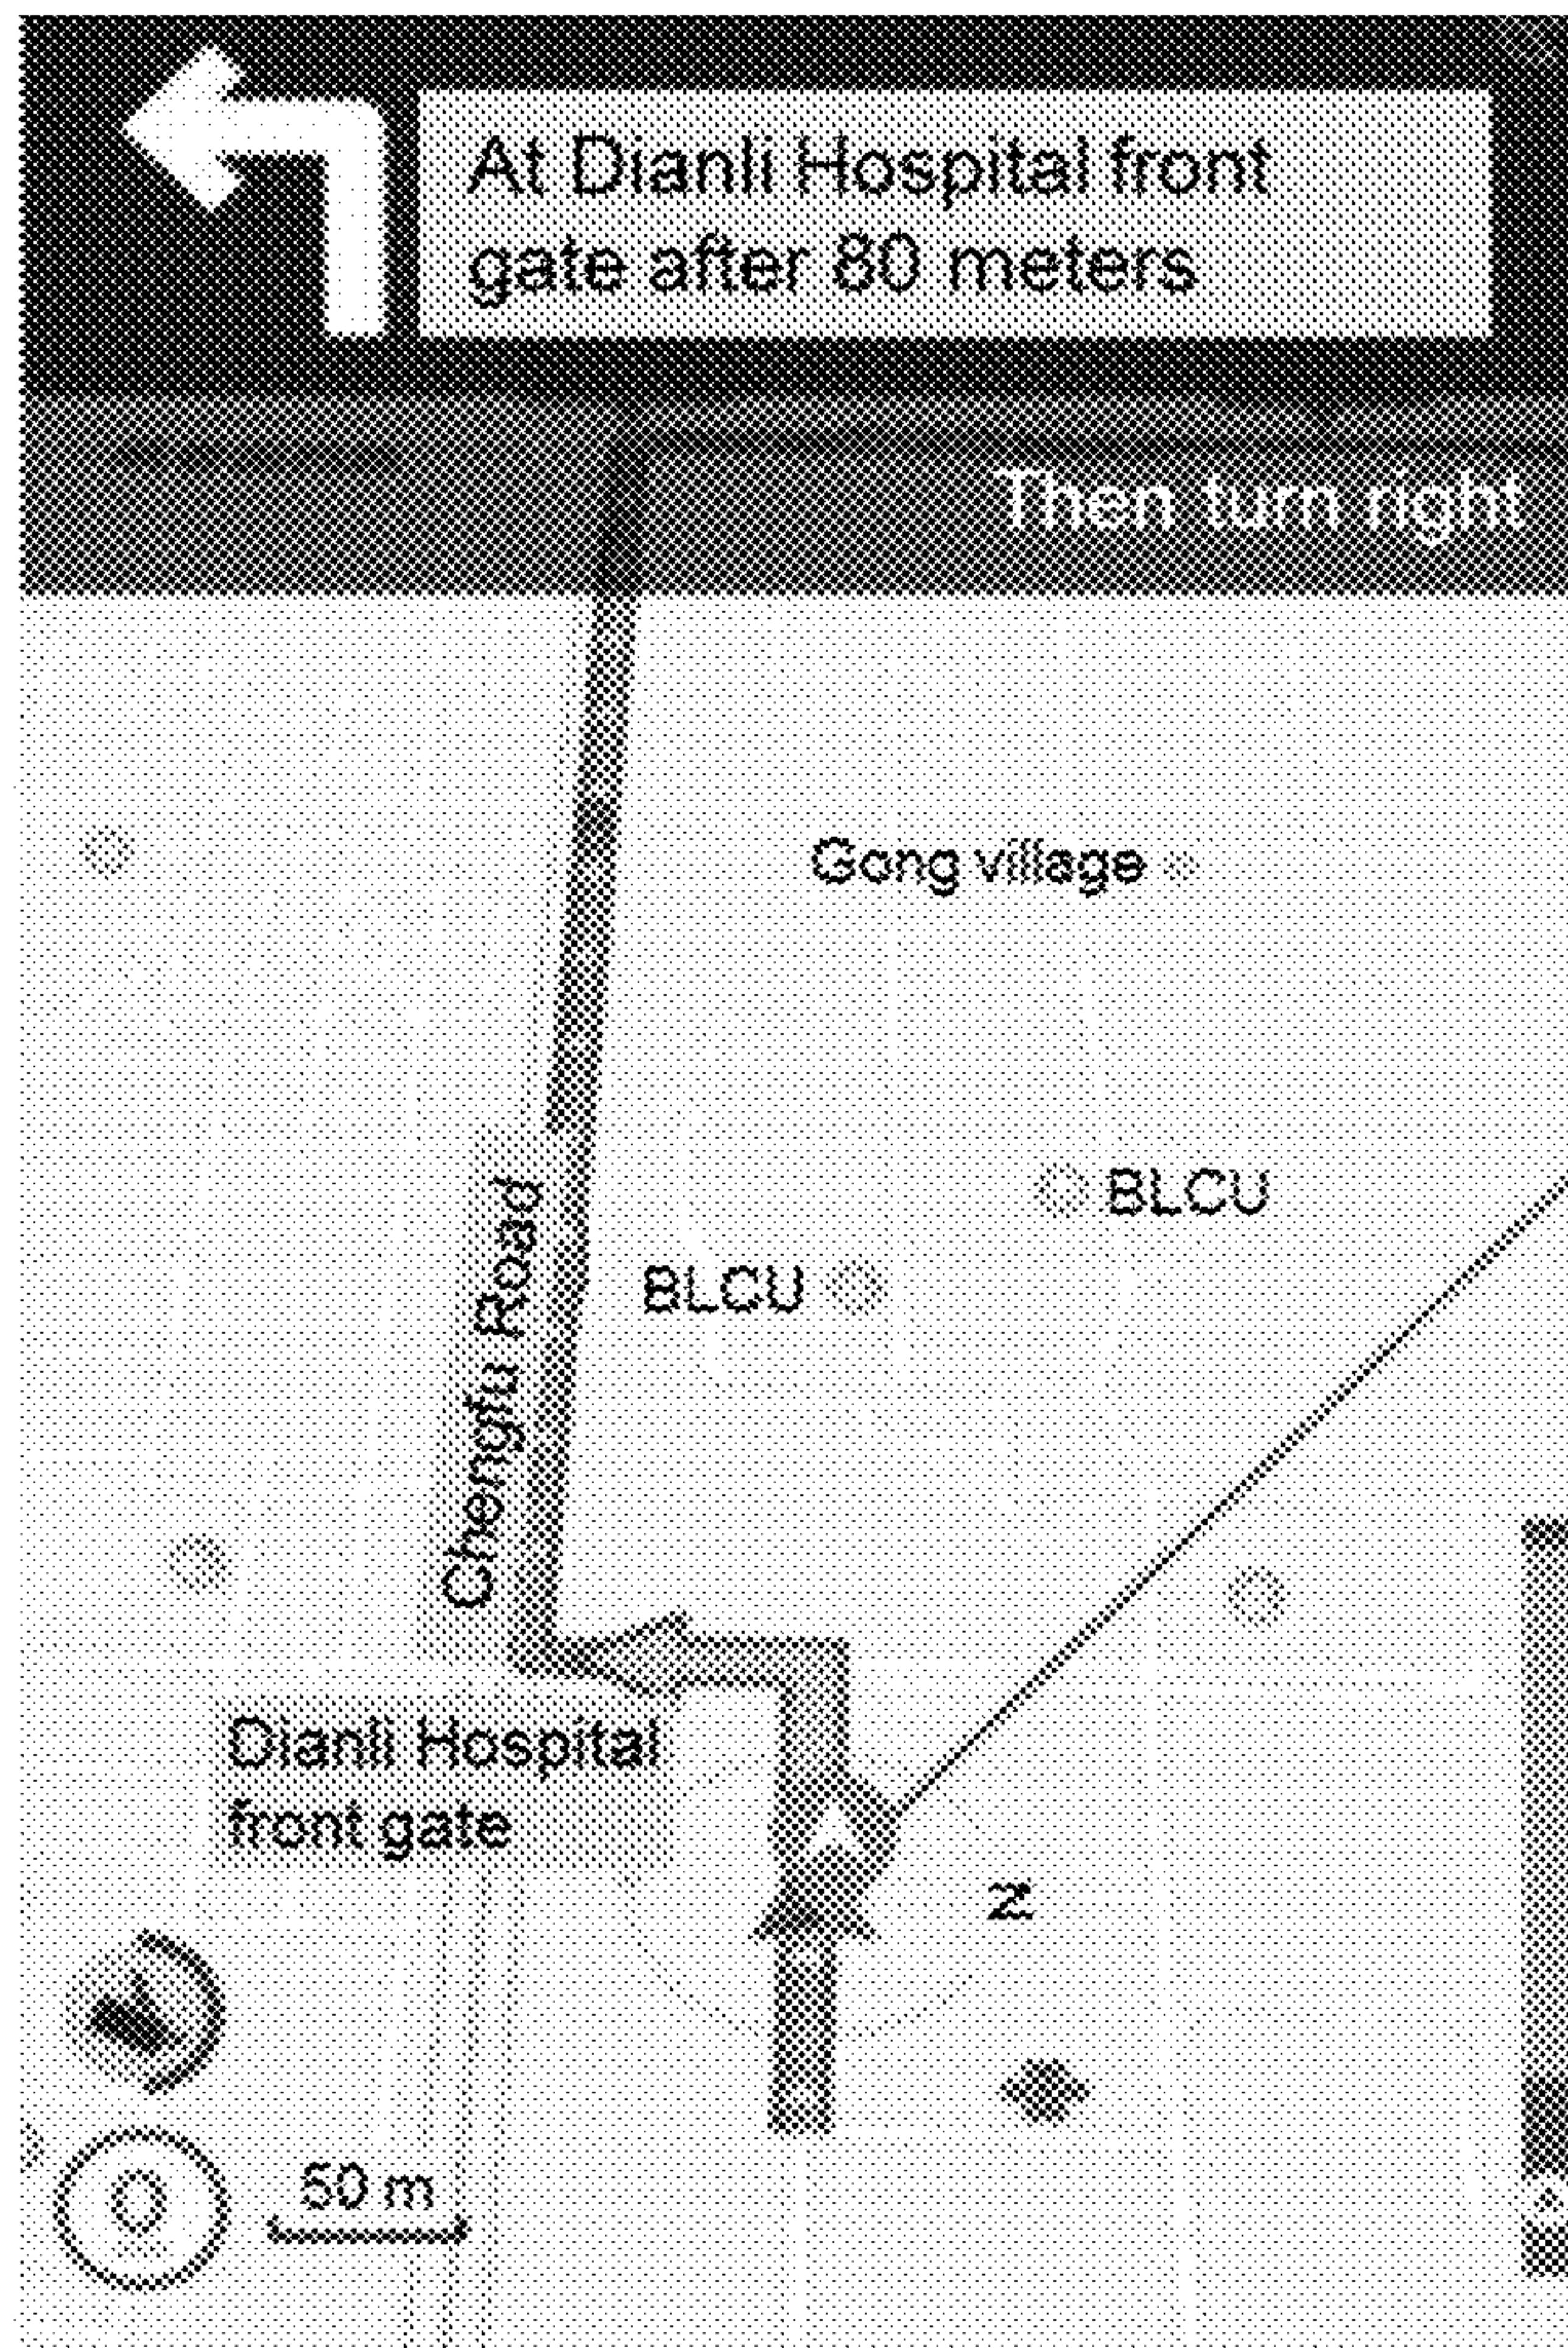 At Dianli Hospital front
gate after 80 meters
Then turn right
Gong village
BLCU
BLCU
Chengfu Road
Dianli Hospital
front gate
N
0
50 m